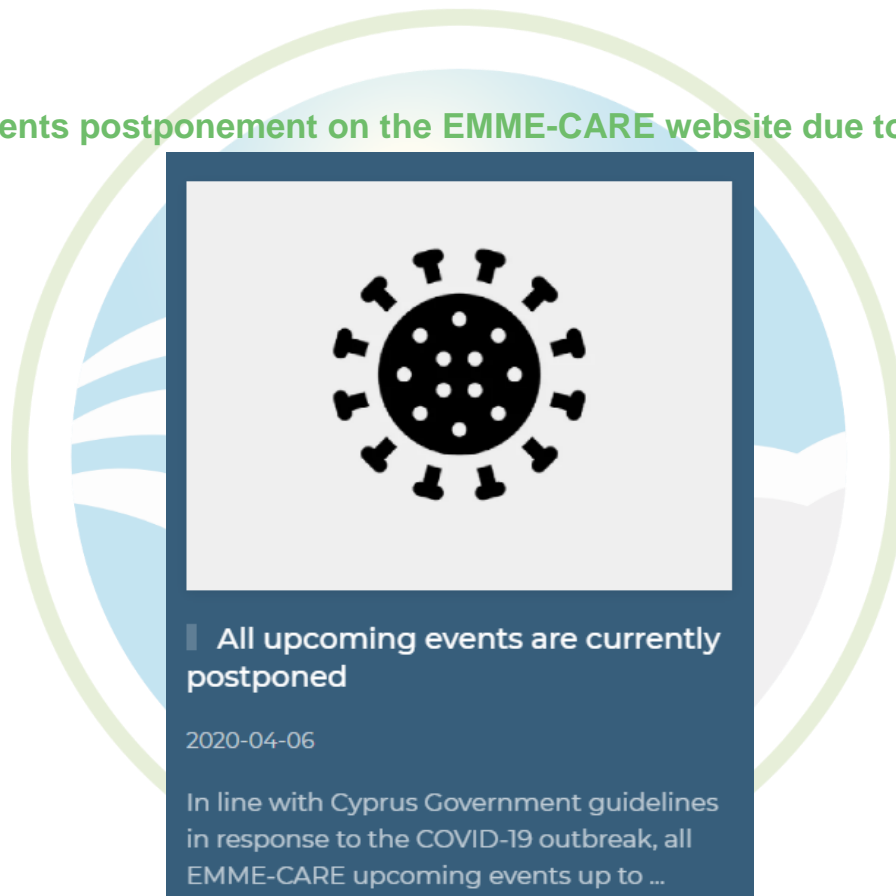 ents postponement on the EMME-CARE website due to
All upcoming events are currently
postponed
2020-04-06
In line with Cyprus Government guidelines
in response to the COVID-19 outbreak, all
EMME-CARE upcoming events up to ...